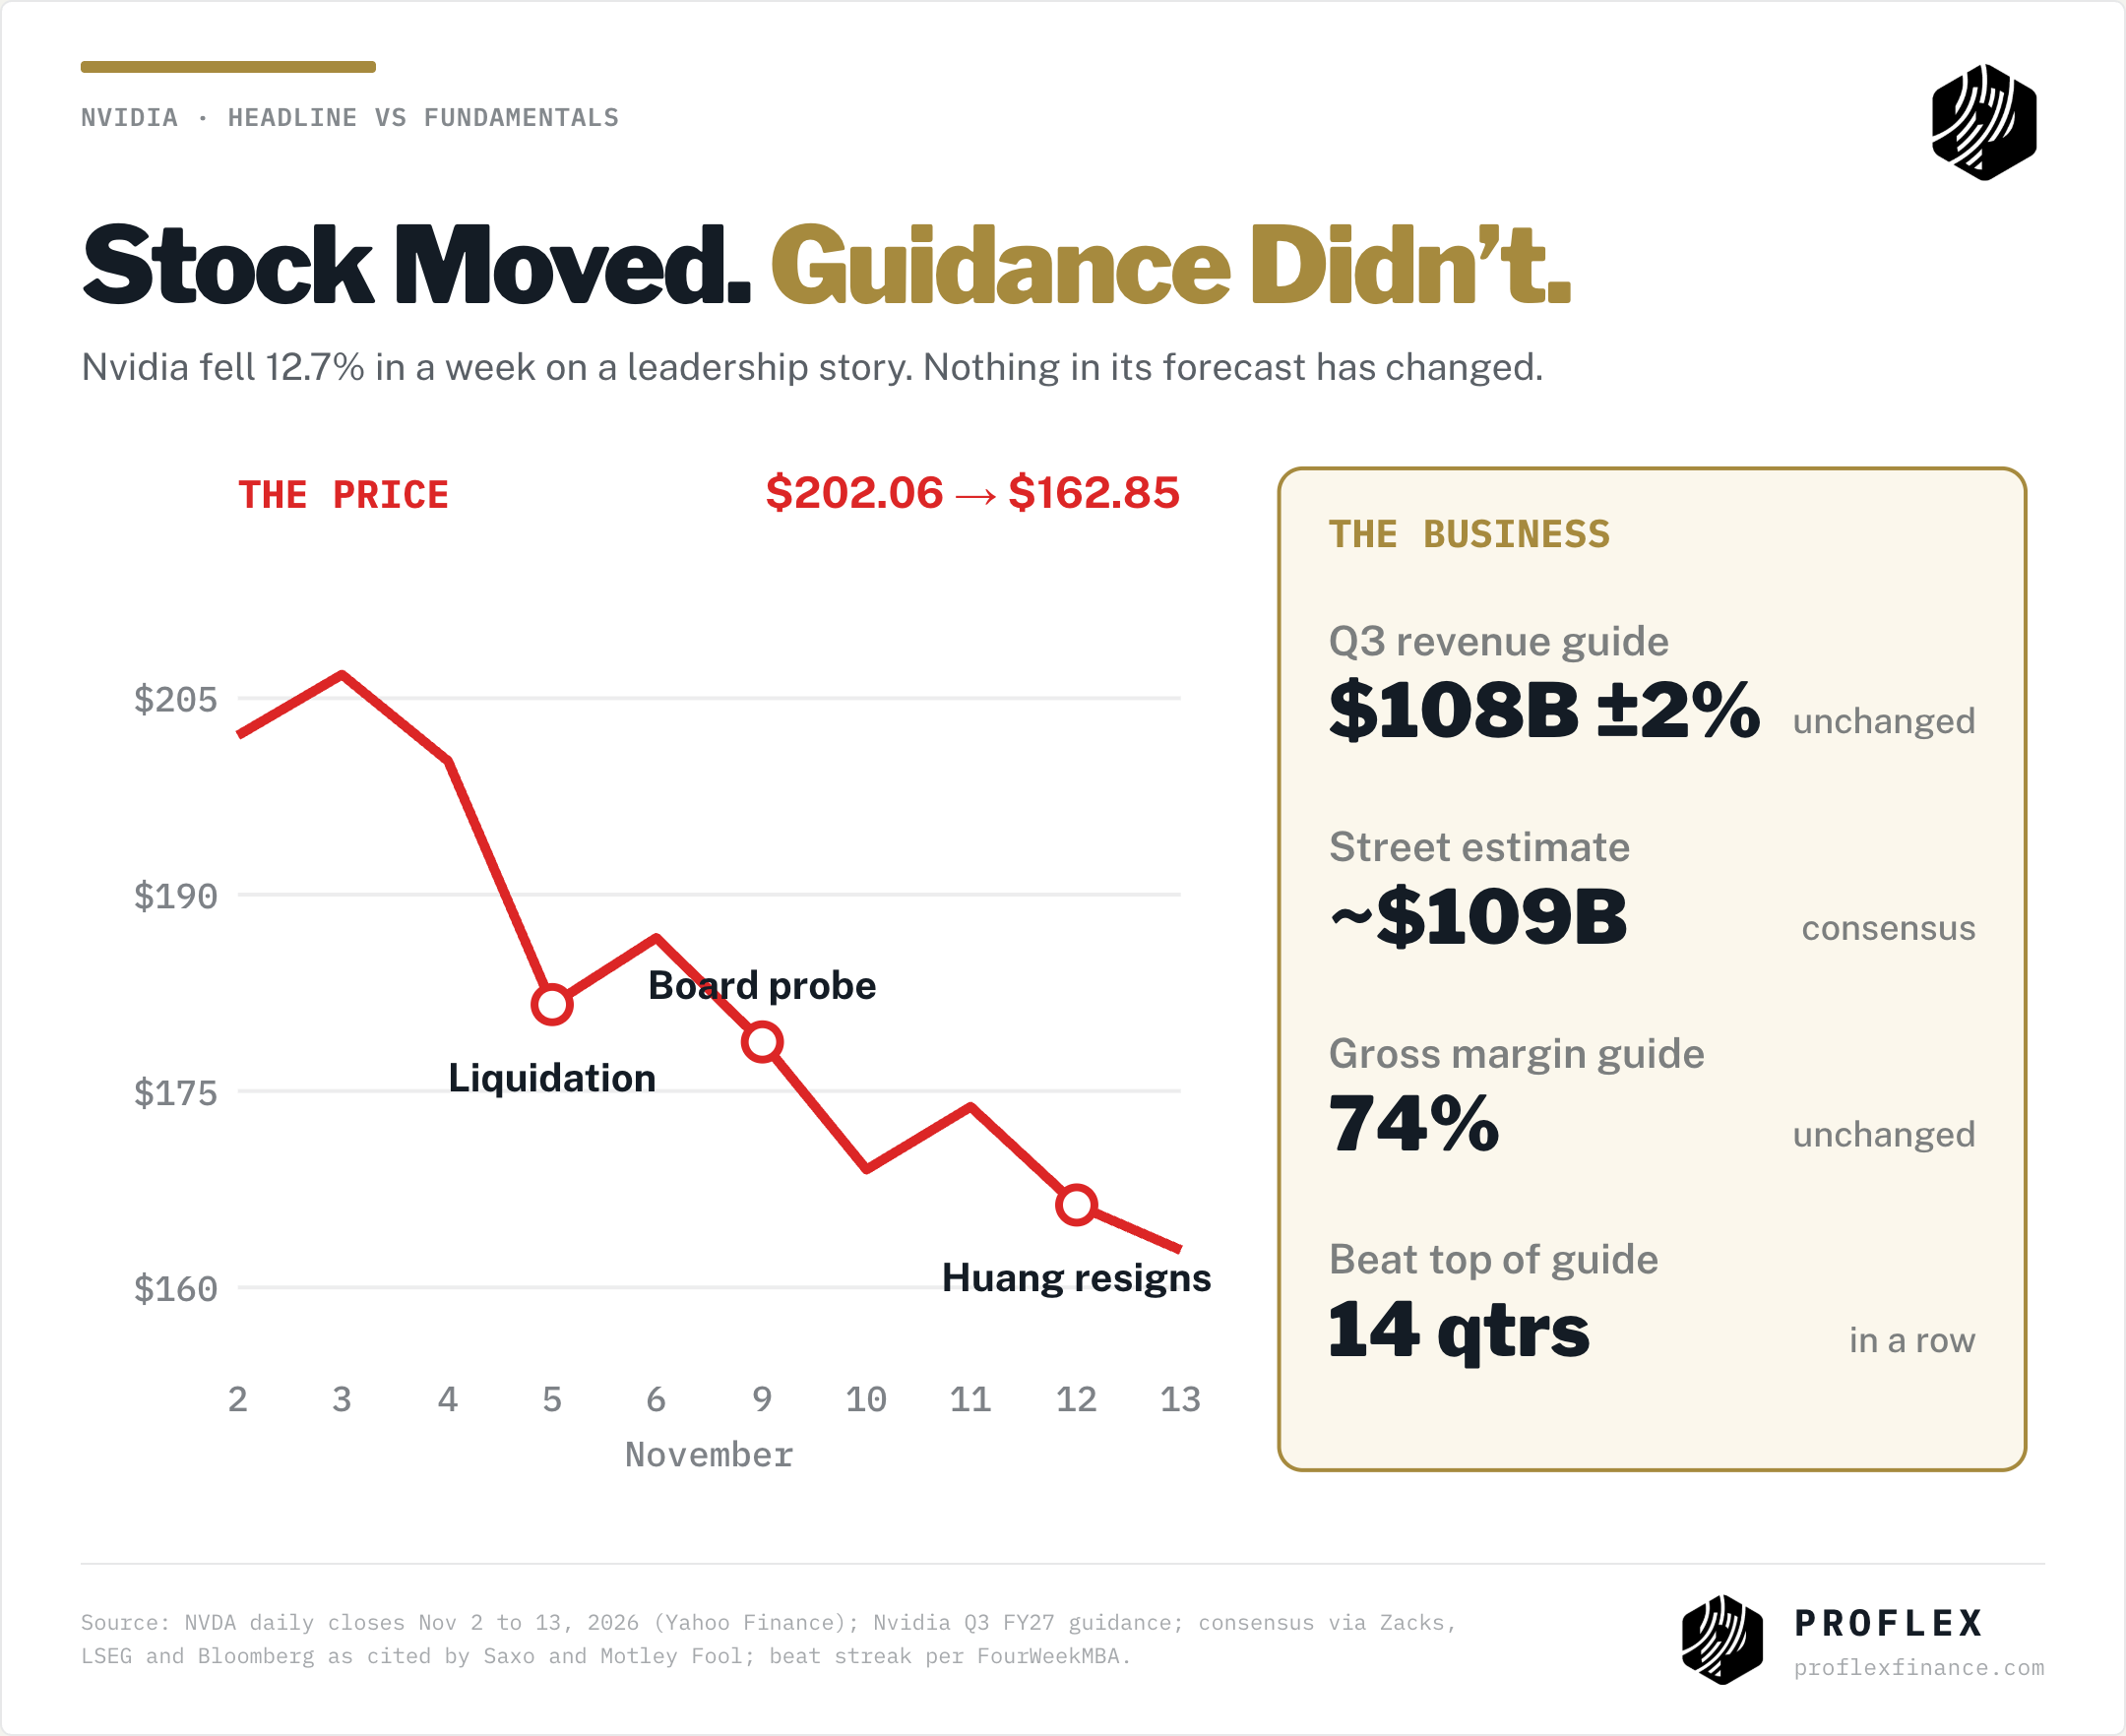 NVIDIA · HEADLINE VS FUNDAMENTALS
Stock Moved. Guidance Didn’t.
Nvidia fell 12.7% in a week on a leadership story. Nothing in its forecast has changed.
THE PRICE
$202.06 → $162.85
$205
$190
$175
$160
Board probe
Liquidation
Huang resigns
2 3 4 5 6 9 10 11 12 13
November
THE BUSINESS
Q3 revenue guide
$108B ±2% unchanged
Street estimate
~$109B consensus
Gross margin guide
74% unchanged
Beat top of guide
14 qtrs in a row
Source: NVDA daily closes Nov 2 to 13, 2026 (Yahoo Finance); Nvidia Q3 FY27 guidance; consensus via Zacks,
LSEG and Bloomberg as cited by Saxo and Motley Fool; beat streak per FourWeekMBA.
PROFLEX
proflexfinance.com